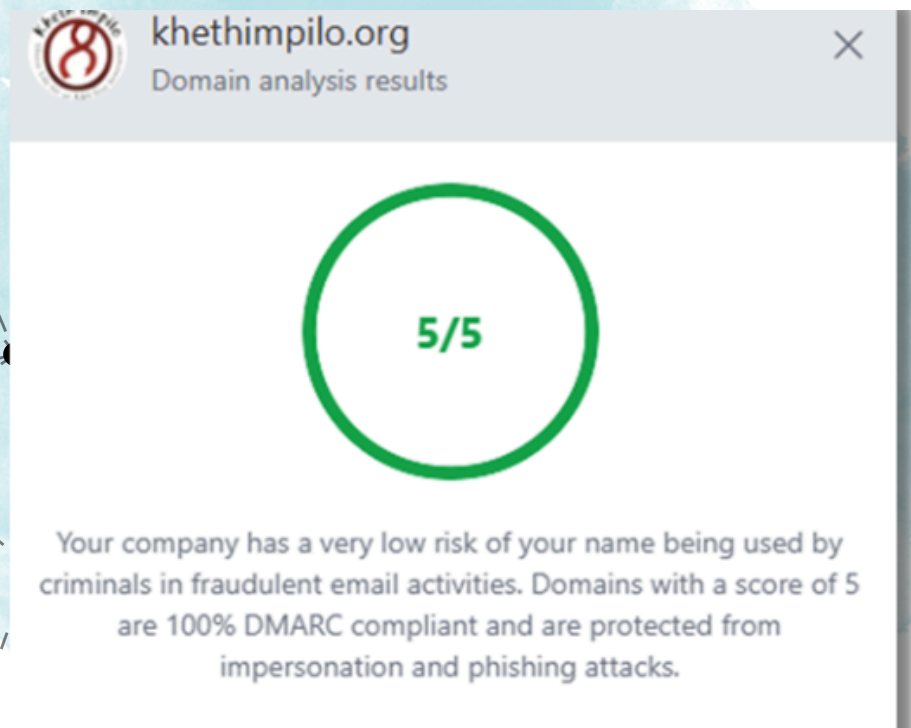 khethimpilo.org
Domain analysis results
5/5
Your company has a very low risk of your name being used by
criminals in fraudulent email activities. Domains with a score of 5
are 100% DMARC compliant and are protected from
impersonation and phishing attacks.